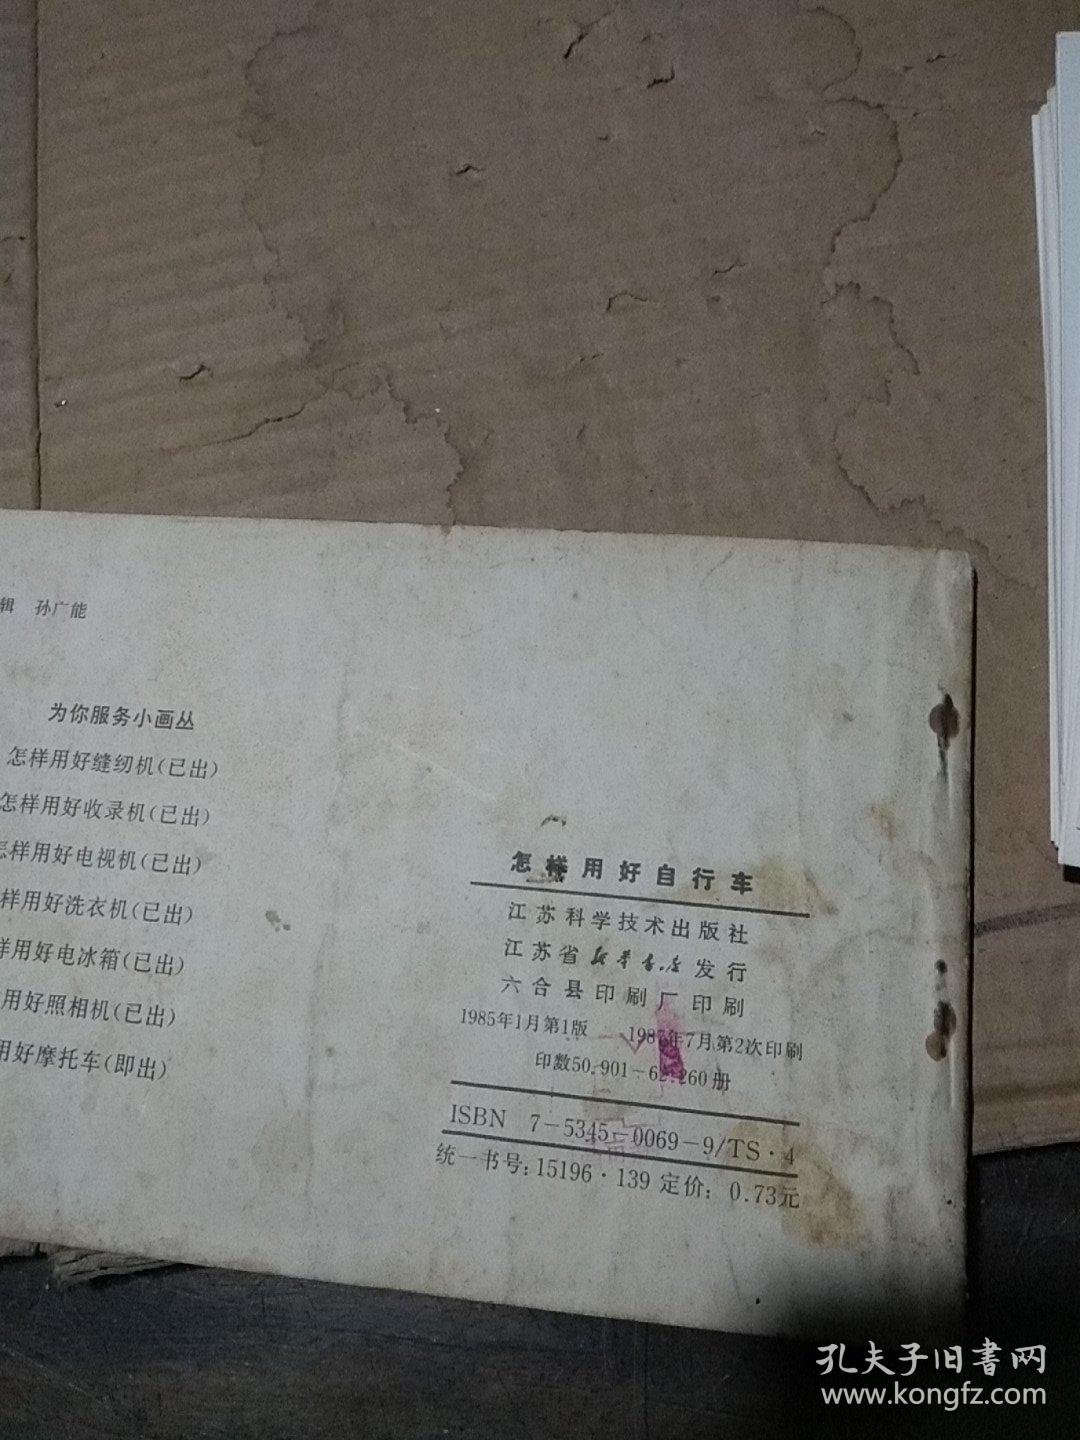 辑 孙广能
为你服务小画丛
怎样用好缝纫机(已出)
怎样用好收录机(已出)
怎样用好电视机(已出)
样用好洗衣机(已出)
样用好电冰箱(已出)
用好照相机(已出)
用好摩托车(即出)
怎样用好自行车
江苏科学技术出版社
江苏省新华书店发行
六合县印刷厂印刷
1985年1月第1版 198 年7月第2次印刷
印数50.901-62.260册
ISBN 7-5345-0069-9/TS·4
统一书号:15196·139 定价: 0.73元
孔夫子旧書网
www.kongfz.com